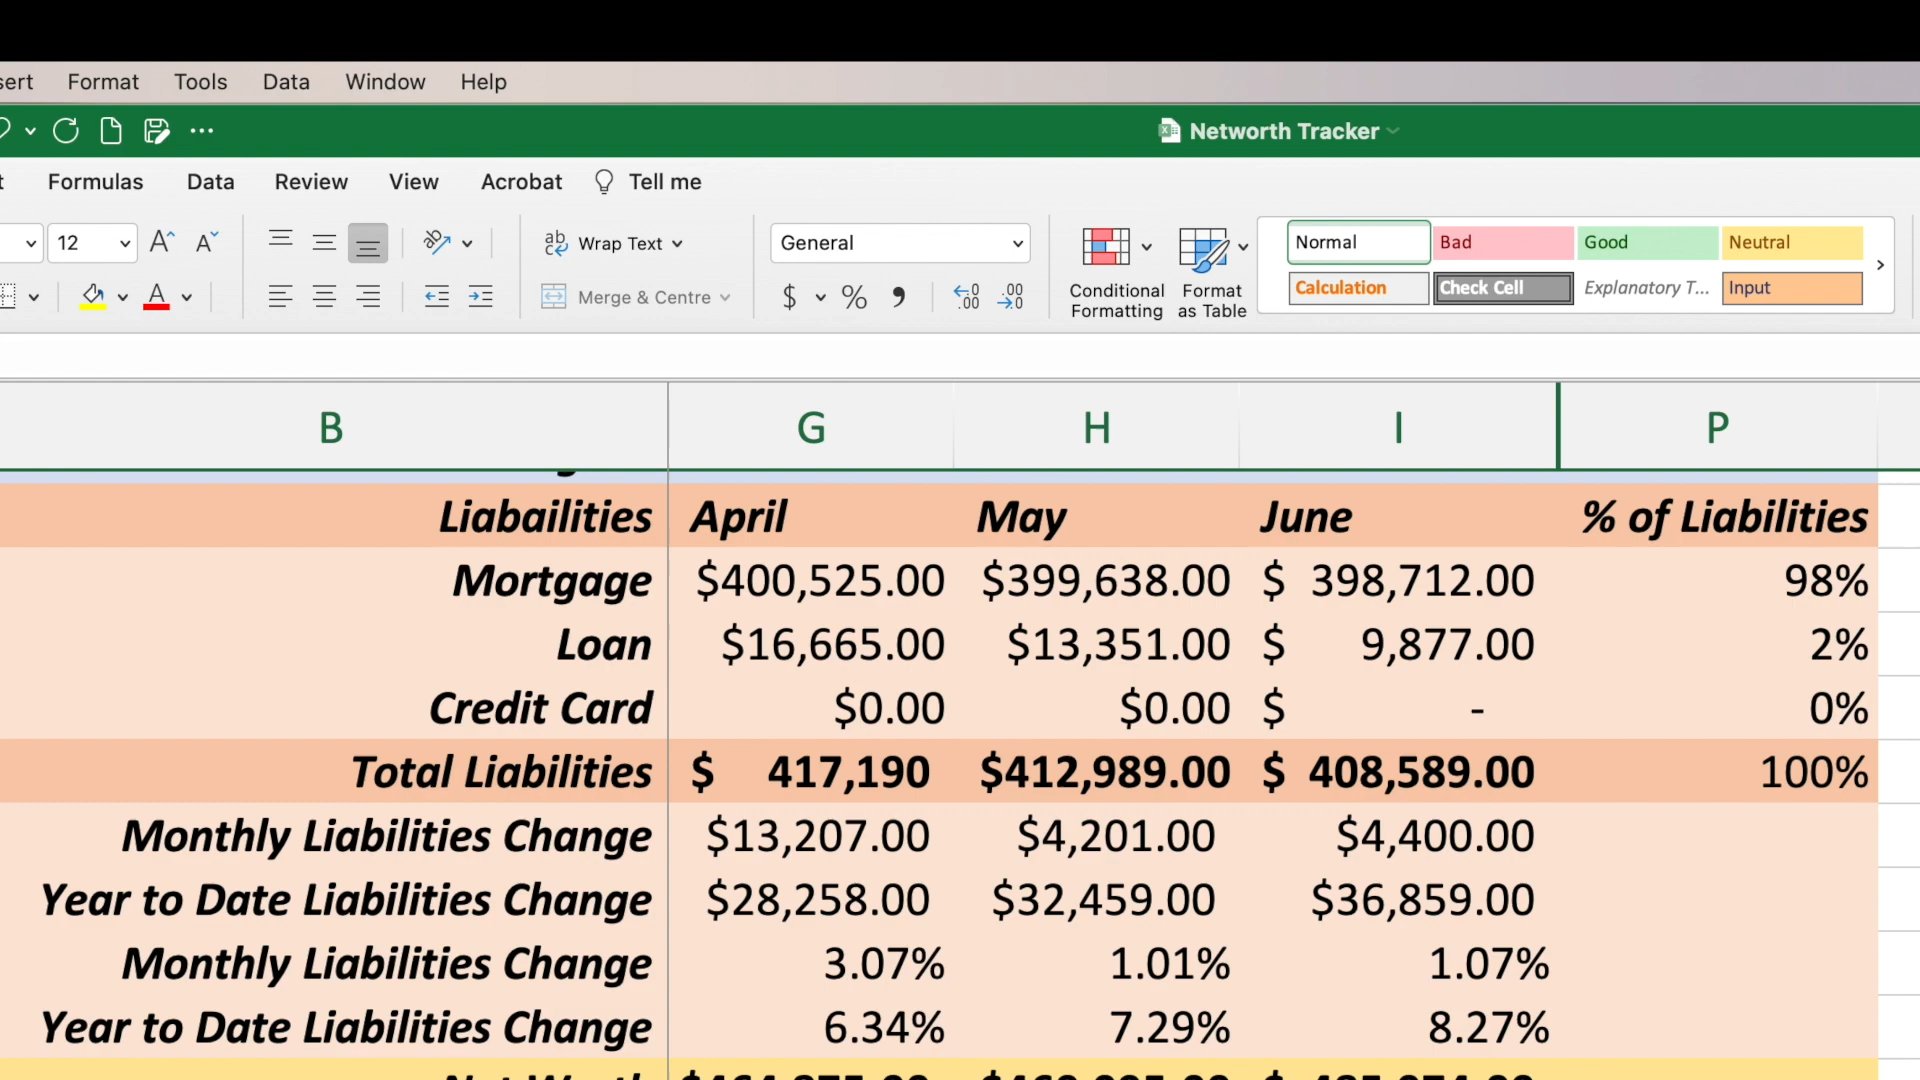 sert Format Tools Data Window Help
Networth Tracker
t Formulas Data Review View Acrobat Tell me
12 A A ab Wrap Text General Normal Bad Good Neutral
A Merge & Centre $ % .00 .00 Conditional Formatting Format as Table Calculation Check Cell Explanatory T... Input
B G H I P
Liabailities April May June % of Liabilities
Mortgage $400,525.00 $399,638.00 $ 398,712.00 98%
Loan $16,665.00 $13,351.00 $ 9,877.00 2%
Credit Card $0.00 $0.00 $ - 0%
Total Liabilities $ 417,190 $412,989.00 $ 408,589.00 100%
Monthly Liabilities Change $13,207.00 $4,201.00 $4,400.00
Year to Date Liabilities Change $28,258.00 $32,459.00 $36,859.00
Monthly Liabilities Change 3.07% 1.01% 1.07%
Year to Date Liabilities Change 6.34% 7.29% 8.27%